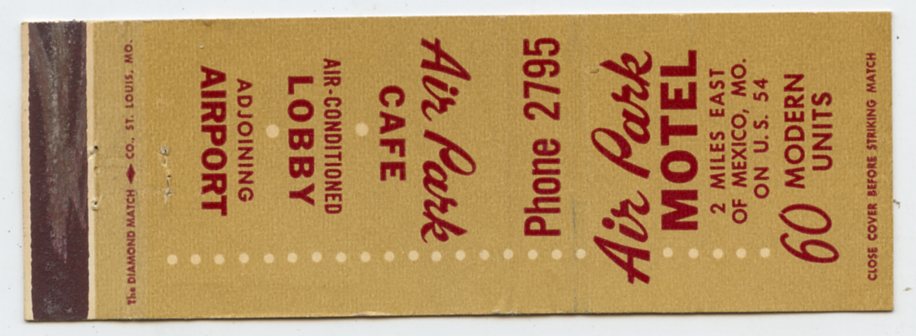 Air Park
MOTEL
2 MILES EAST
OF MEXICO, MO.
ON U.S. 54
60 MODERN
UNITS
CLOSE COVER BEFORE STRIKING MATCH
Phone 2795
Air Park
CAFE
AIR-CONDITIONED
LOBBY
ADJOINING
AIRPORT
The DIAMOND MATCH CO., ST. LOUIS, MO.